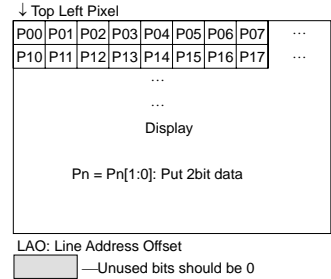 ↓ Top Left Pixel
P00 P01 P02 P03 P04 P05 P06 P07 ...
P10 P11 P12 P13 P14 P15 P16 P17 ...
...
...
Display
Pn = Pn[1:0]: Put 2bit data
LAO: Line Address Offset
—Unused bits should be 0